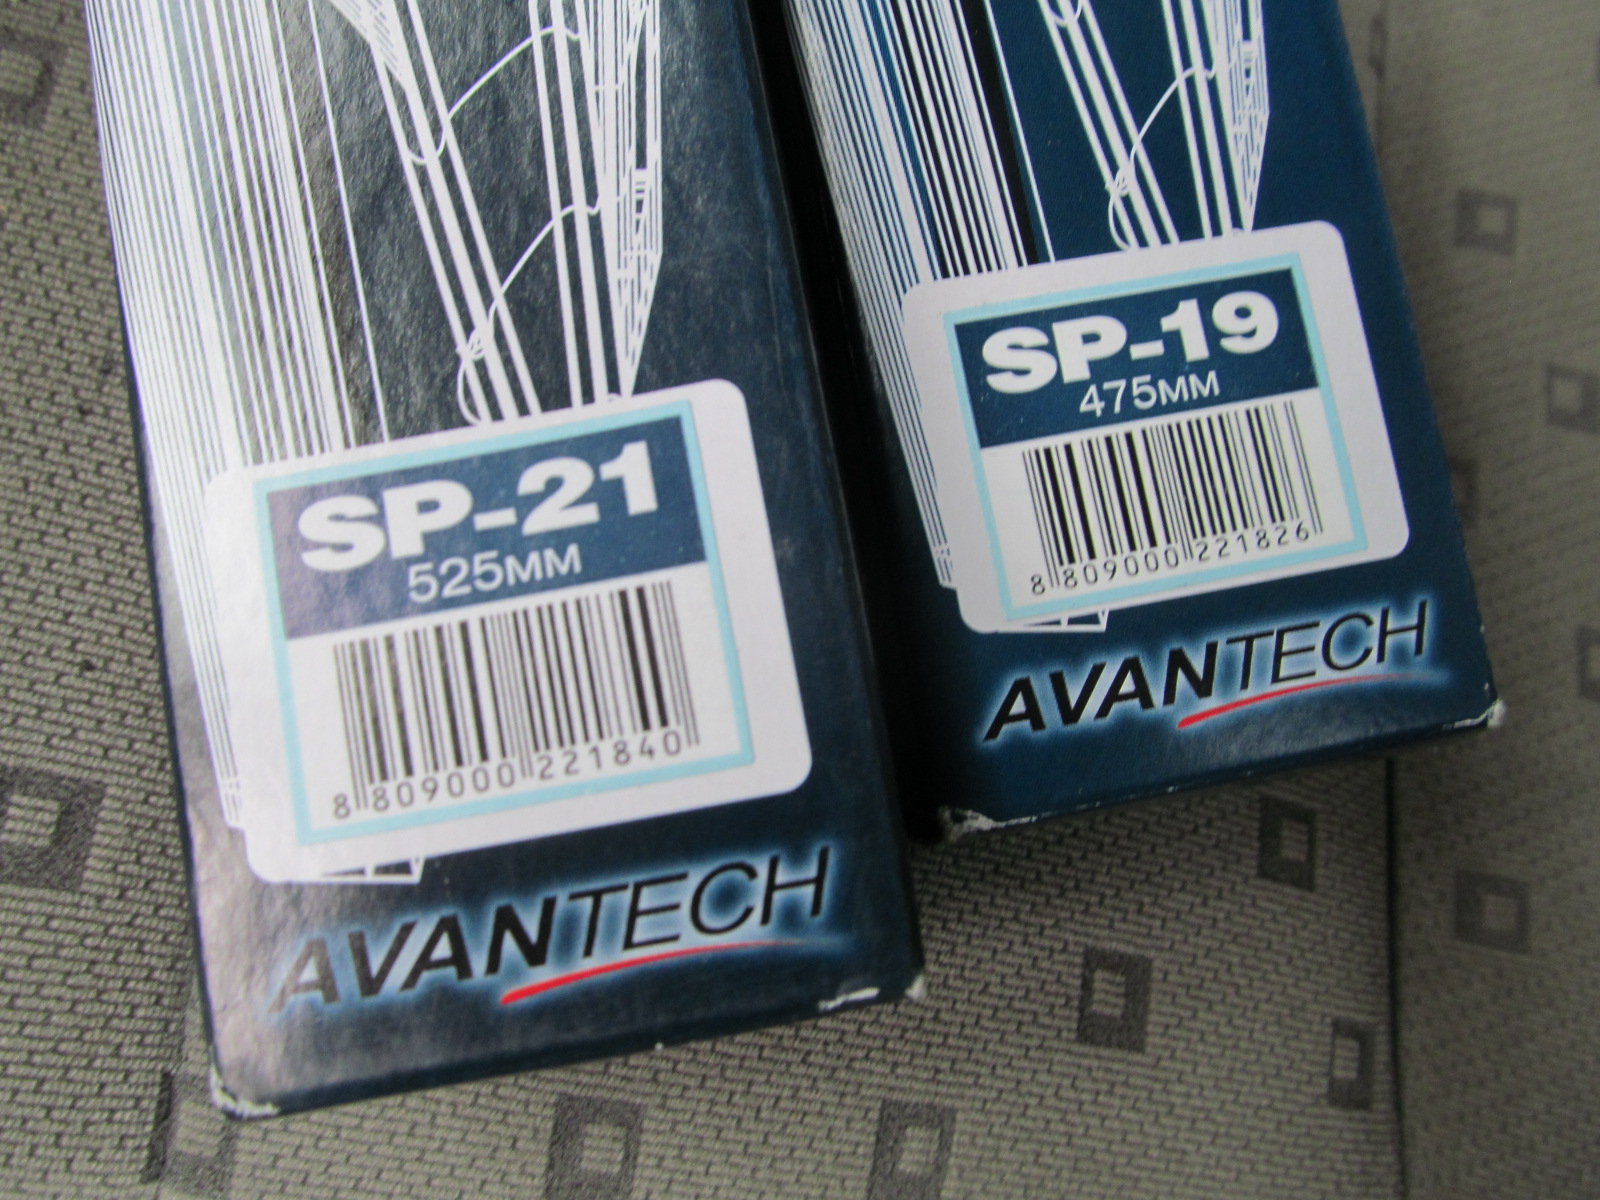 SP-21
525MM
8 809000 221840
AVANTECH
SP-19
475MM
8 809000 221826
AVANTECH